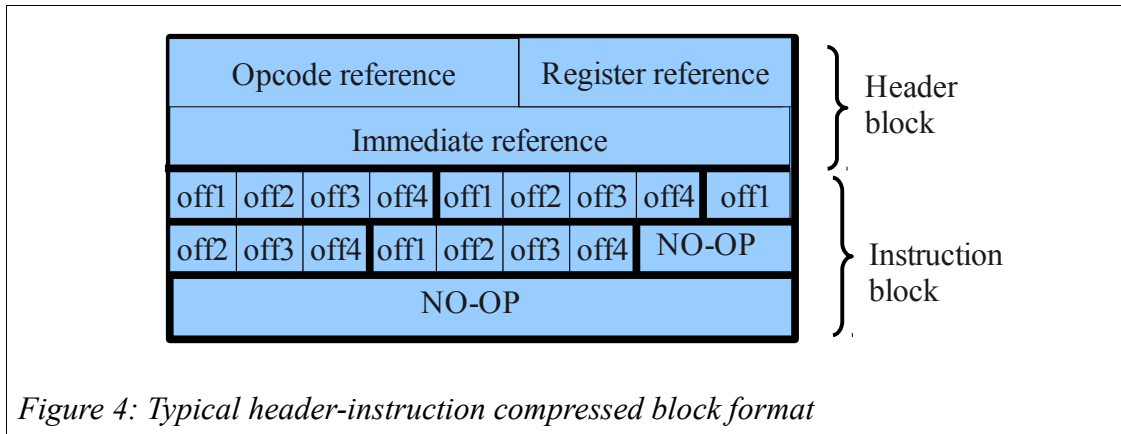 Opcode reference Register reference
Header
block
Immediate reference
off1 off2 off3 off4 off1 off2 off3 off4 off1
off2 off3 off4 off1 off2 off3 off4 NO-OP
Instruction
block
NO-OP
Figure 4: Typical header-instruction compressed block format